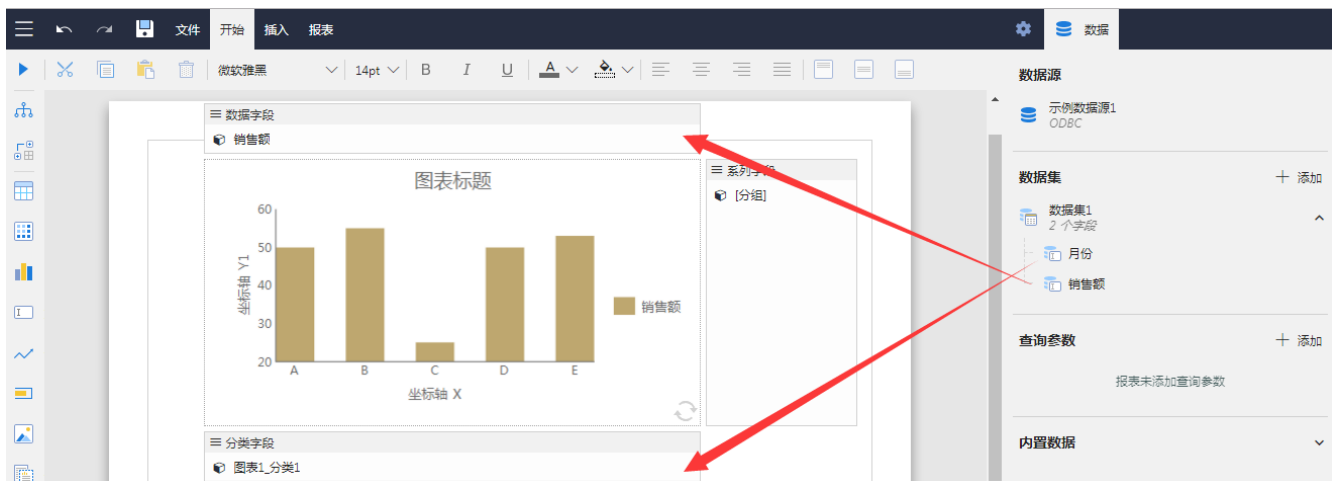 文件 开始 插入 报表 数据
微软雅黑 14pt B I U A
数据源
示例数据源1
ODBC
数据字段
销售额
数据集 添加
系列字段
[分组]
数据集1
2 个字段
月份
销售额
图表标题
60
50
40
30
20
坐标轴 Y1
A B C D E
坐标轴 X
销售额
查询参数 添加
报表未添加查询参数
分类字段
图表1_分类1
内置数据